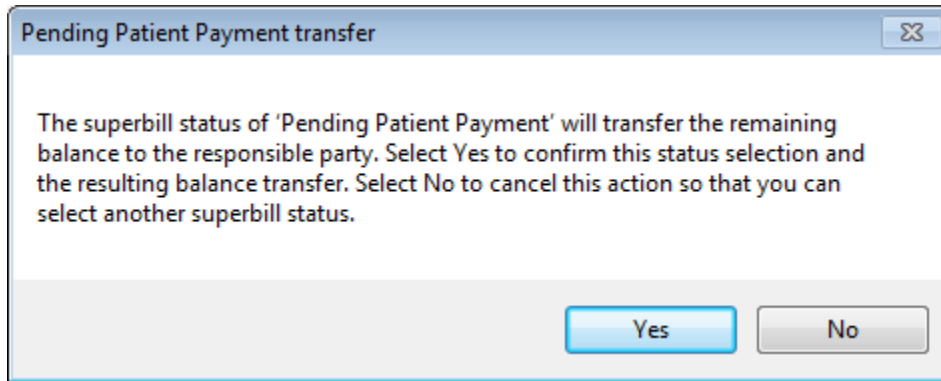 Pending Patient Payment transfer
The superbill status of ‘Pending Patient Payment’ will transfer the remaining
balance to the responsible party. Select Yes to confirm this status selection and
the resulting balance transfer. Select No to cancel this action so that you can
select another superbill status.
Yes No